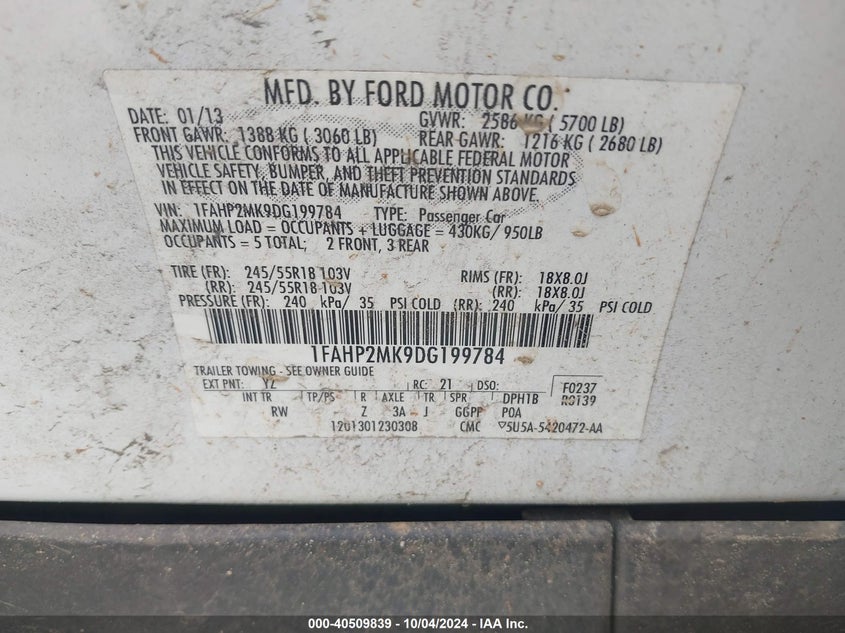 MFD. BY FORD MOTOR CO.
DATE: 01/13 GVWR: 2586 KG ( 5700 LB)
FRONT GAWR: 1388 KG ( 3060 LB) REAR GAWR: 1216 KG ( 2680 LB)
THIS VEHICLE CONFORMS TO ALL APPLICABLE FEDERAL MOTOR
VEHICLE SAFETY, BUMPER, AND THEFT PREVENTION STANDARDS
IN EFFECT ON THE DATE OF MANUFACTURE SHOWN ABOVE.
VIN: 1FAHP2MK9DG199784 TYPE: Passenger Car
MAXIMUM LOAD = OCCUPANTS + LUGGAGE = 430KG/ 950LB
OCCUPANTS = 5 TOTAL; 2 FRONT, 3 REAR
TIRE (FR): 245/55R18 103V RIMS (FR): 18X8.0J
(RR): 245/55R18 103V (RR): 18X8.0J
PRESSURE (FR): 240 kPa/ 35 PSI COLD (RR): 240 kPa/ 35 PSI COLD
1FAHP2MK9DG199784
TRAILER TOWING - SEE OWNER GUIDE
EXT PNT: YZ RC: 21 DSO: F0237
INT TR TP/PS R AXLE TR SPR DPH1B R0139
RW Z 3A J GGPP POA
1201301230308 CMC ▽5U5A-5420472-AA
000-40509839 - 10/04/2024 - IAA Inc.